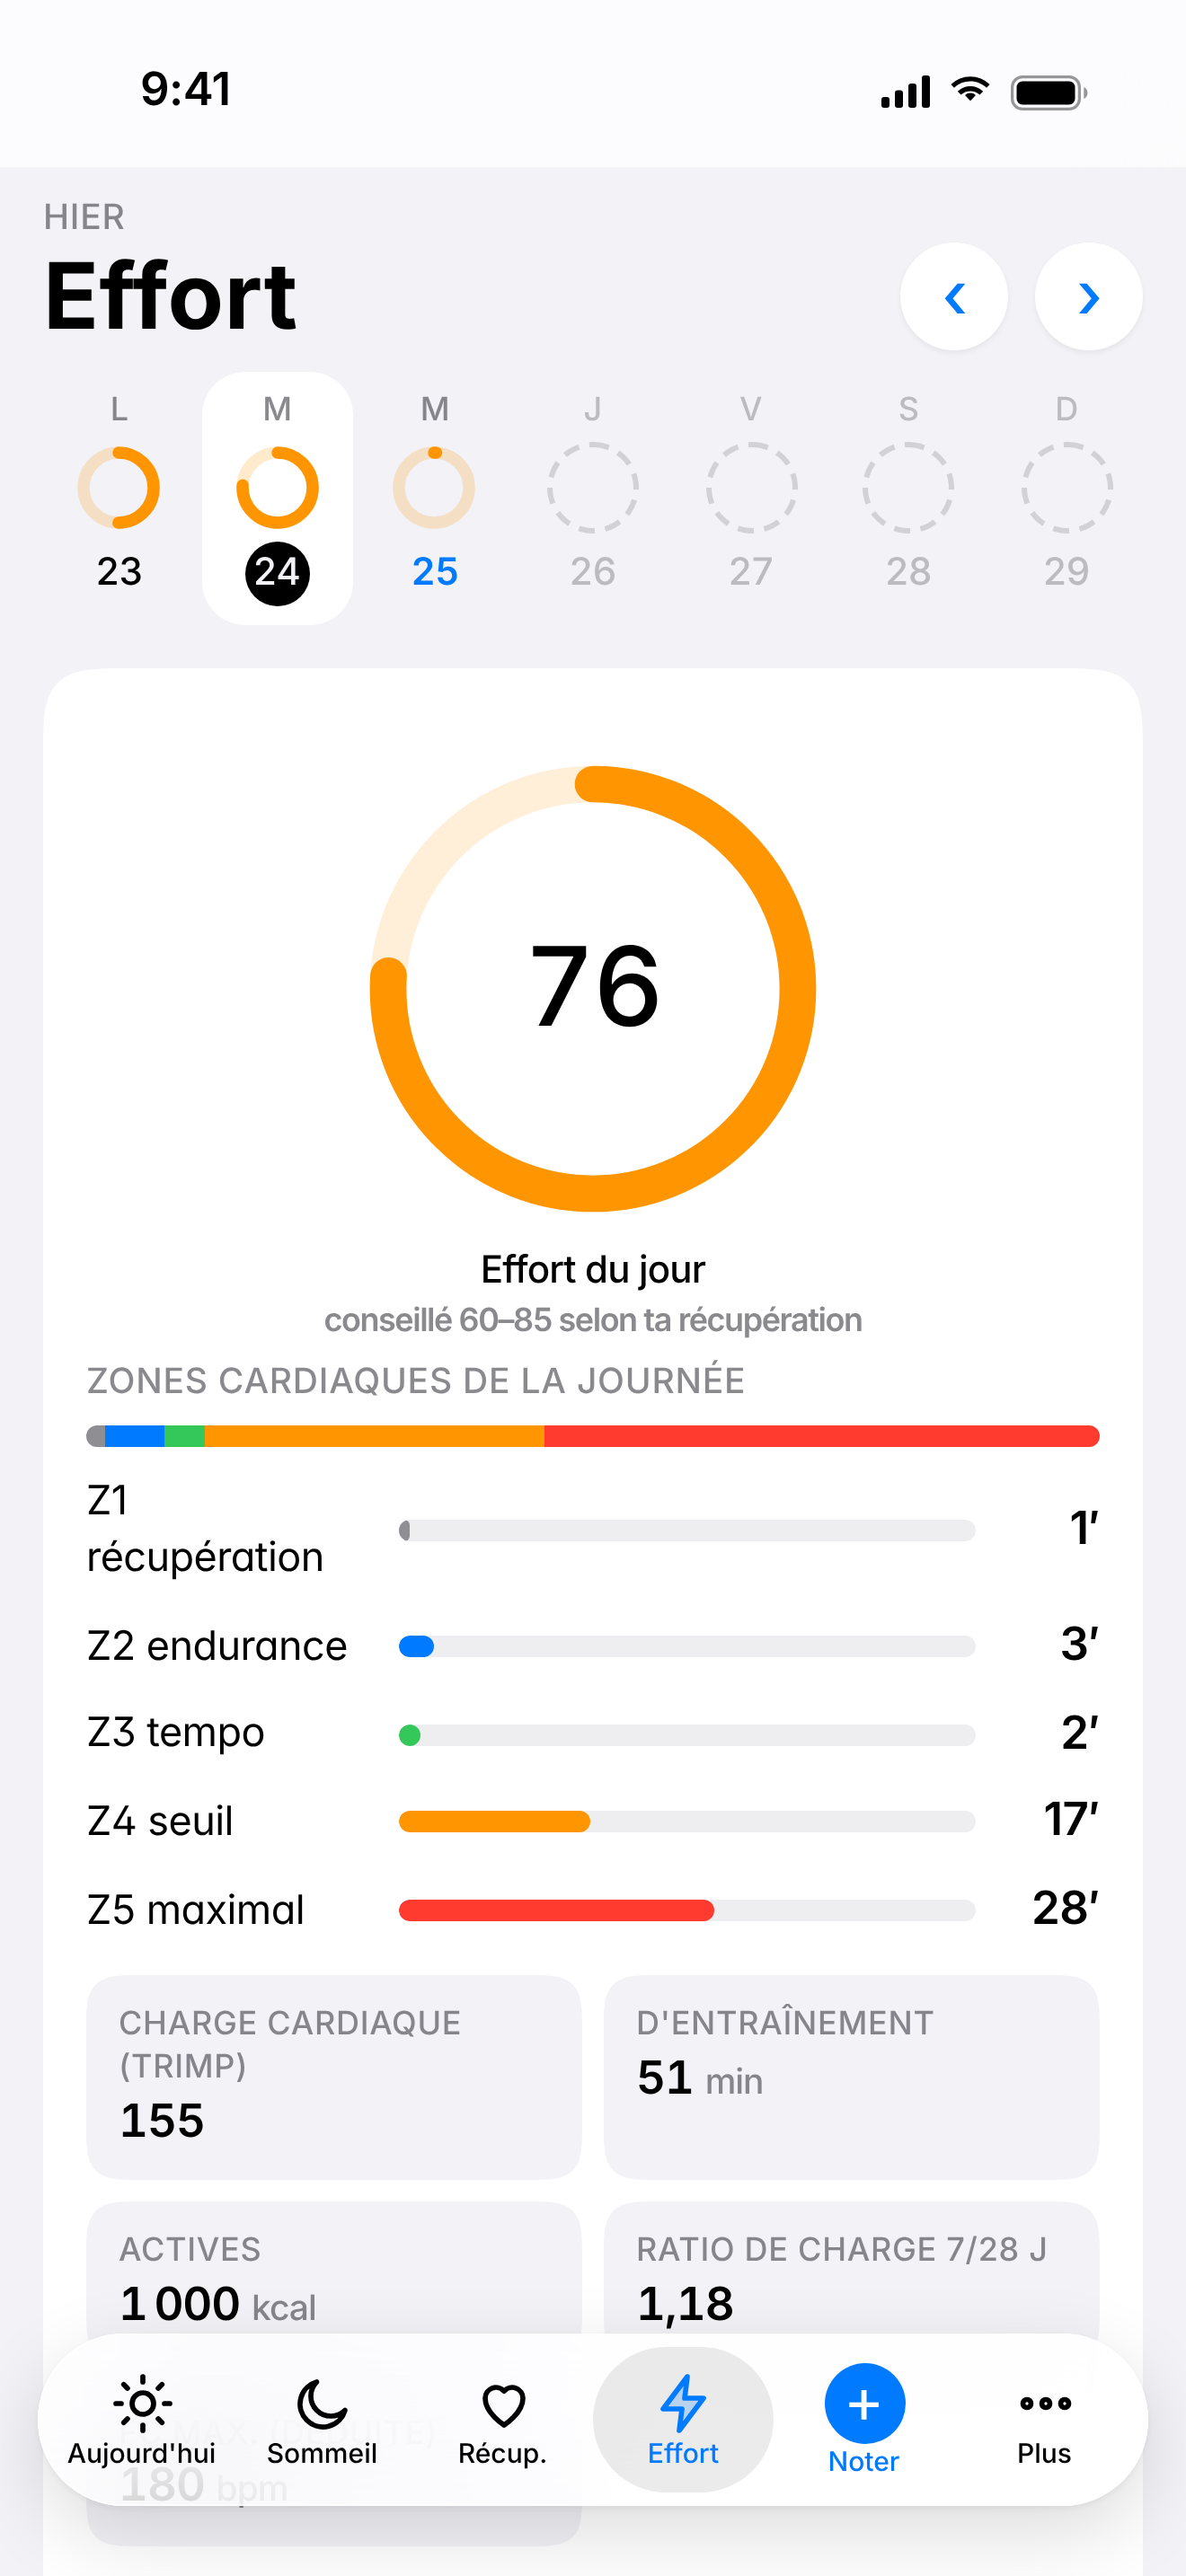 9:41
HIER
Effort
L M M J V S D
23 24 25 26 27 28 29
76
Effort du jour
conseillé 60–85 selon ta récupération
ZONES CARDIAQUES DE LA JOURNÉE
Z1
récupération 1′
Z2 endurance 3′
Z3 tempo 2′
Z4 seuil 17′
Z5 maximal 28′
CHARGE CARDIAQUE
(TRIMP)
155
D'ENTRAÎNEMENT
51 min
ACTIVES
1 000 kcal
RATIO DE CHARGE 7/28 J
1,18
MAX. (DÉDUITE)
180 bpm
Aujourd'hui Sommeil Récup. Effort Noter Plus